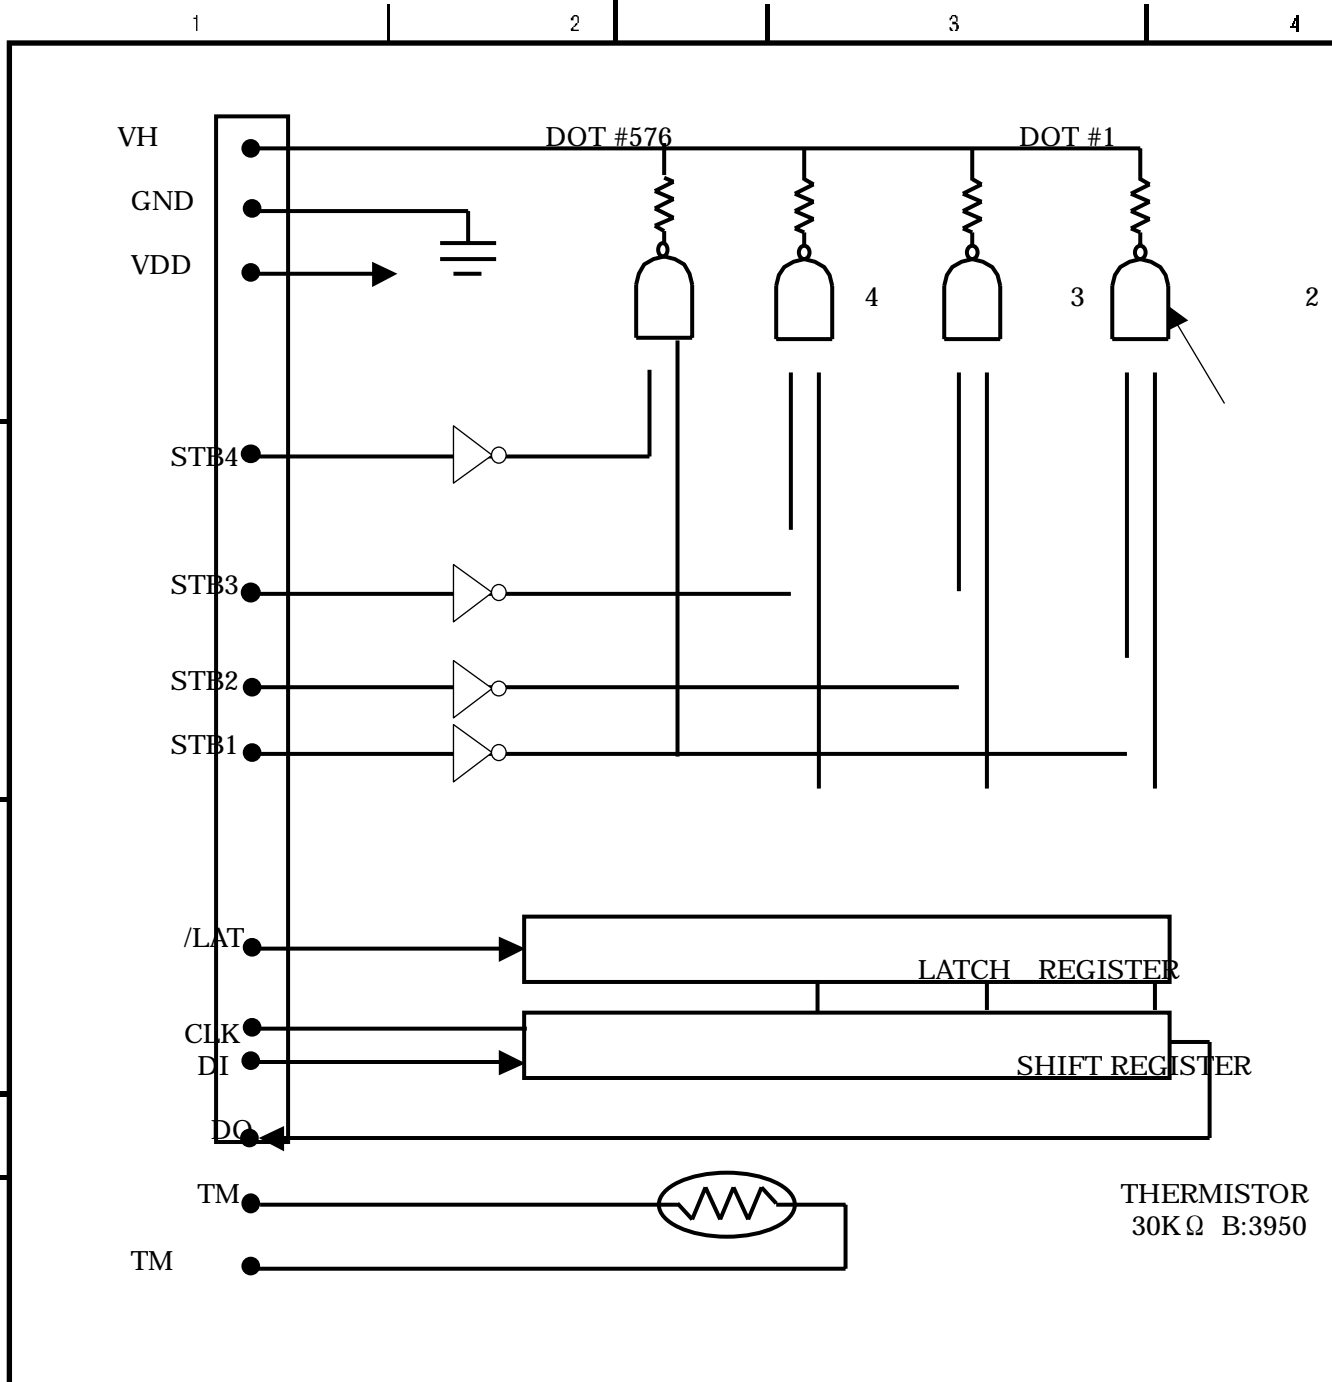 1 2 3 4
VH DOT #576 DOT #1
GND
VDD
4 3 2
STB4
STB3
STB2
STB1
/LAT
LATCH REGISTER
CLK
DI SHIFT REGISTER
DO
TM THERMISTOR
30KΩ B:3950
TM